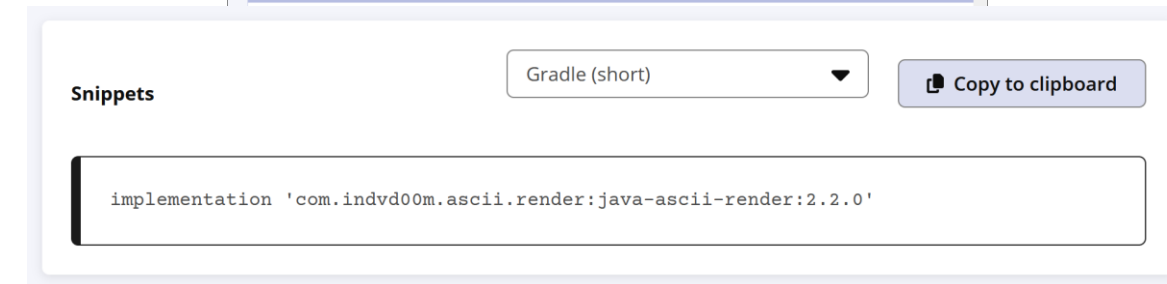 Gradle (short)
Copy to clipboard
Snippets
implementation 'com.indvd00m.ascii.render:java-ascii-render:2.2.0'